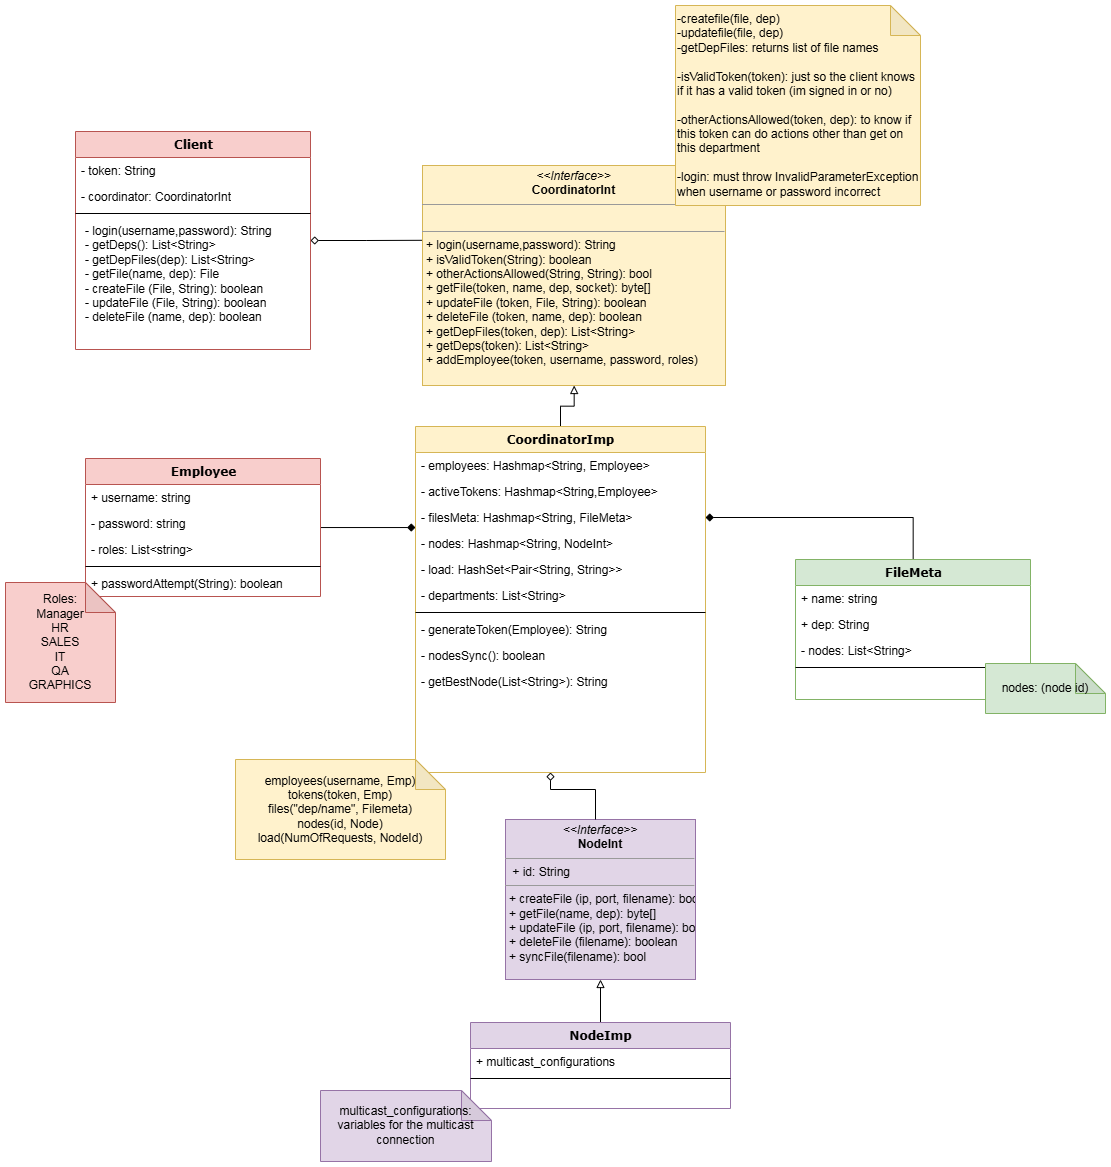 -createfile(file, dep)
-updatefile(file, dep)
-getDepFiles: returns list of file names
-isValidToken(token): just so the client knows
if it has a valid token (im signed in or no)
-otherActionsAllowed(token, dep): to know if
this token can do actions other than get on
this department
-login: must throw InvalidParameterException
when username or password incorrect
Client
- token: String
- coordinator: CoordinatorInt
- login(username,password): String
- getDeps(): List<String>
- getDepFiles(dep): List<String>
- getFile(name, dep): File
- createFile (File, String): boolean
- updateFile (File, String): boolean
- deleteFile (name, dep): boolean
<<Interface>>
CoordinatorInt
+ login(username,password): String
+ isValidToken(String): boolean
+ otherActionsAllowed(String, String): bool
+ getFile(token, name, dep, socket): byte[]
+ updateFile (token, File, String): boolean
+ deleteFile (token, name, dep): boolean
+ getDepFiles(token, dep): List<String>
+ getDeps(token): List<String>
+ addEmployee(token, username, password, roles)
Employee
+ username: string
- password: string
- roles: List<string>
+ passwordAttempt(String): boolean
Roles:
Manager
HR
SALES
IT
QA
GRAPHICS
CoordinatorImp
- employees: Hashmap<String, Employee>
- activeTokens: Hashmap<String,Employee>
- filesMeta: Hashmap<String, FileMeta>
- nodes: Hashmap<String, NodeInt>
- load: HashSet<Pair<String, String>>
- departments: List<String>
- generateToken(Employee): String
- nodesSync(): boolean
- getBestNode(List<String>): String
FileMeta
+ name: string
+ dep: String
- nodes: List<String>
nodes: (node id)
employees(username, Emp)
tokens(token, Emp)
files("dep/name", Filemeta)
nodes(id, Node)
load(NumOfRequests, NodeId)
<<Interface>>
NodeInt
+ id: String
+ createFile (ip, port, filename): boo
+ getFile(name, dep): byte[]
+ updateFile (ip, port, filename): bo
+ deleteFile (filename): boolean
+ syncFile(filename): bool
NodeImp
+ multicast_configurations
multicast_configurations:
variables for the multicast
connection